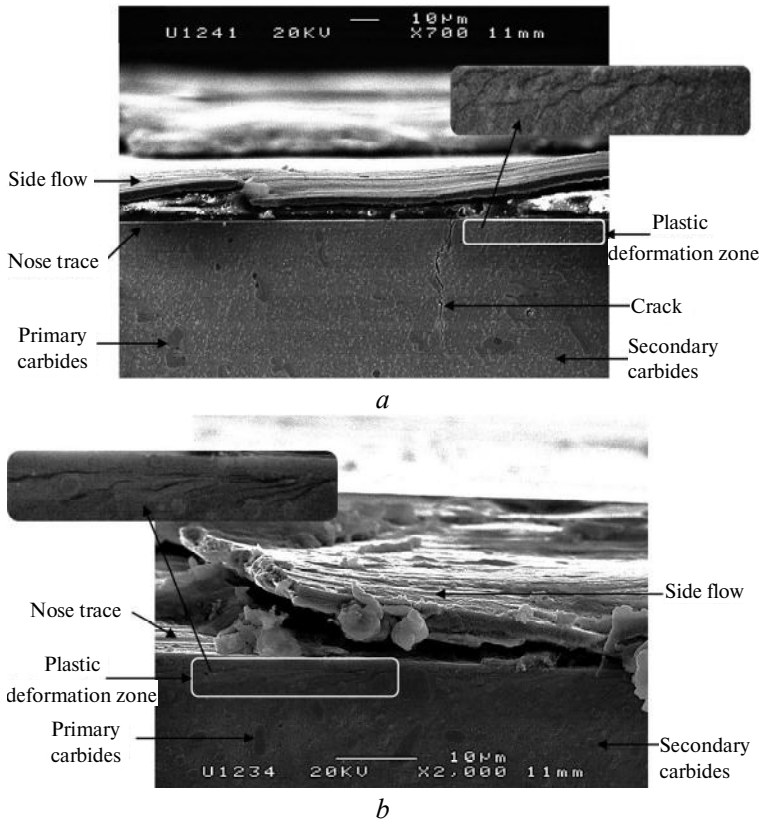 10µm
U1241 20KV X700 11mm
Side flow
Nose trace
Primary
carbides
Plastic
deformation zone
Crack
Secondary
carbides
a
Nose trace
Plastic
deformation zone
Primary
carbides
Side flow
Secondary
carbides
10µm
U1234 20KV X2,000 11mm
b